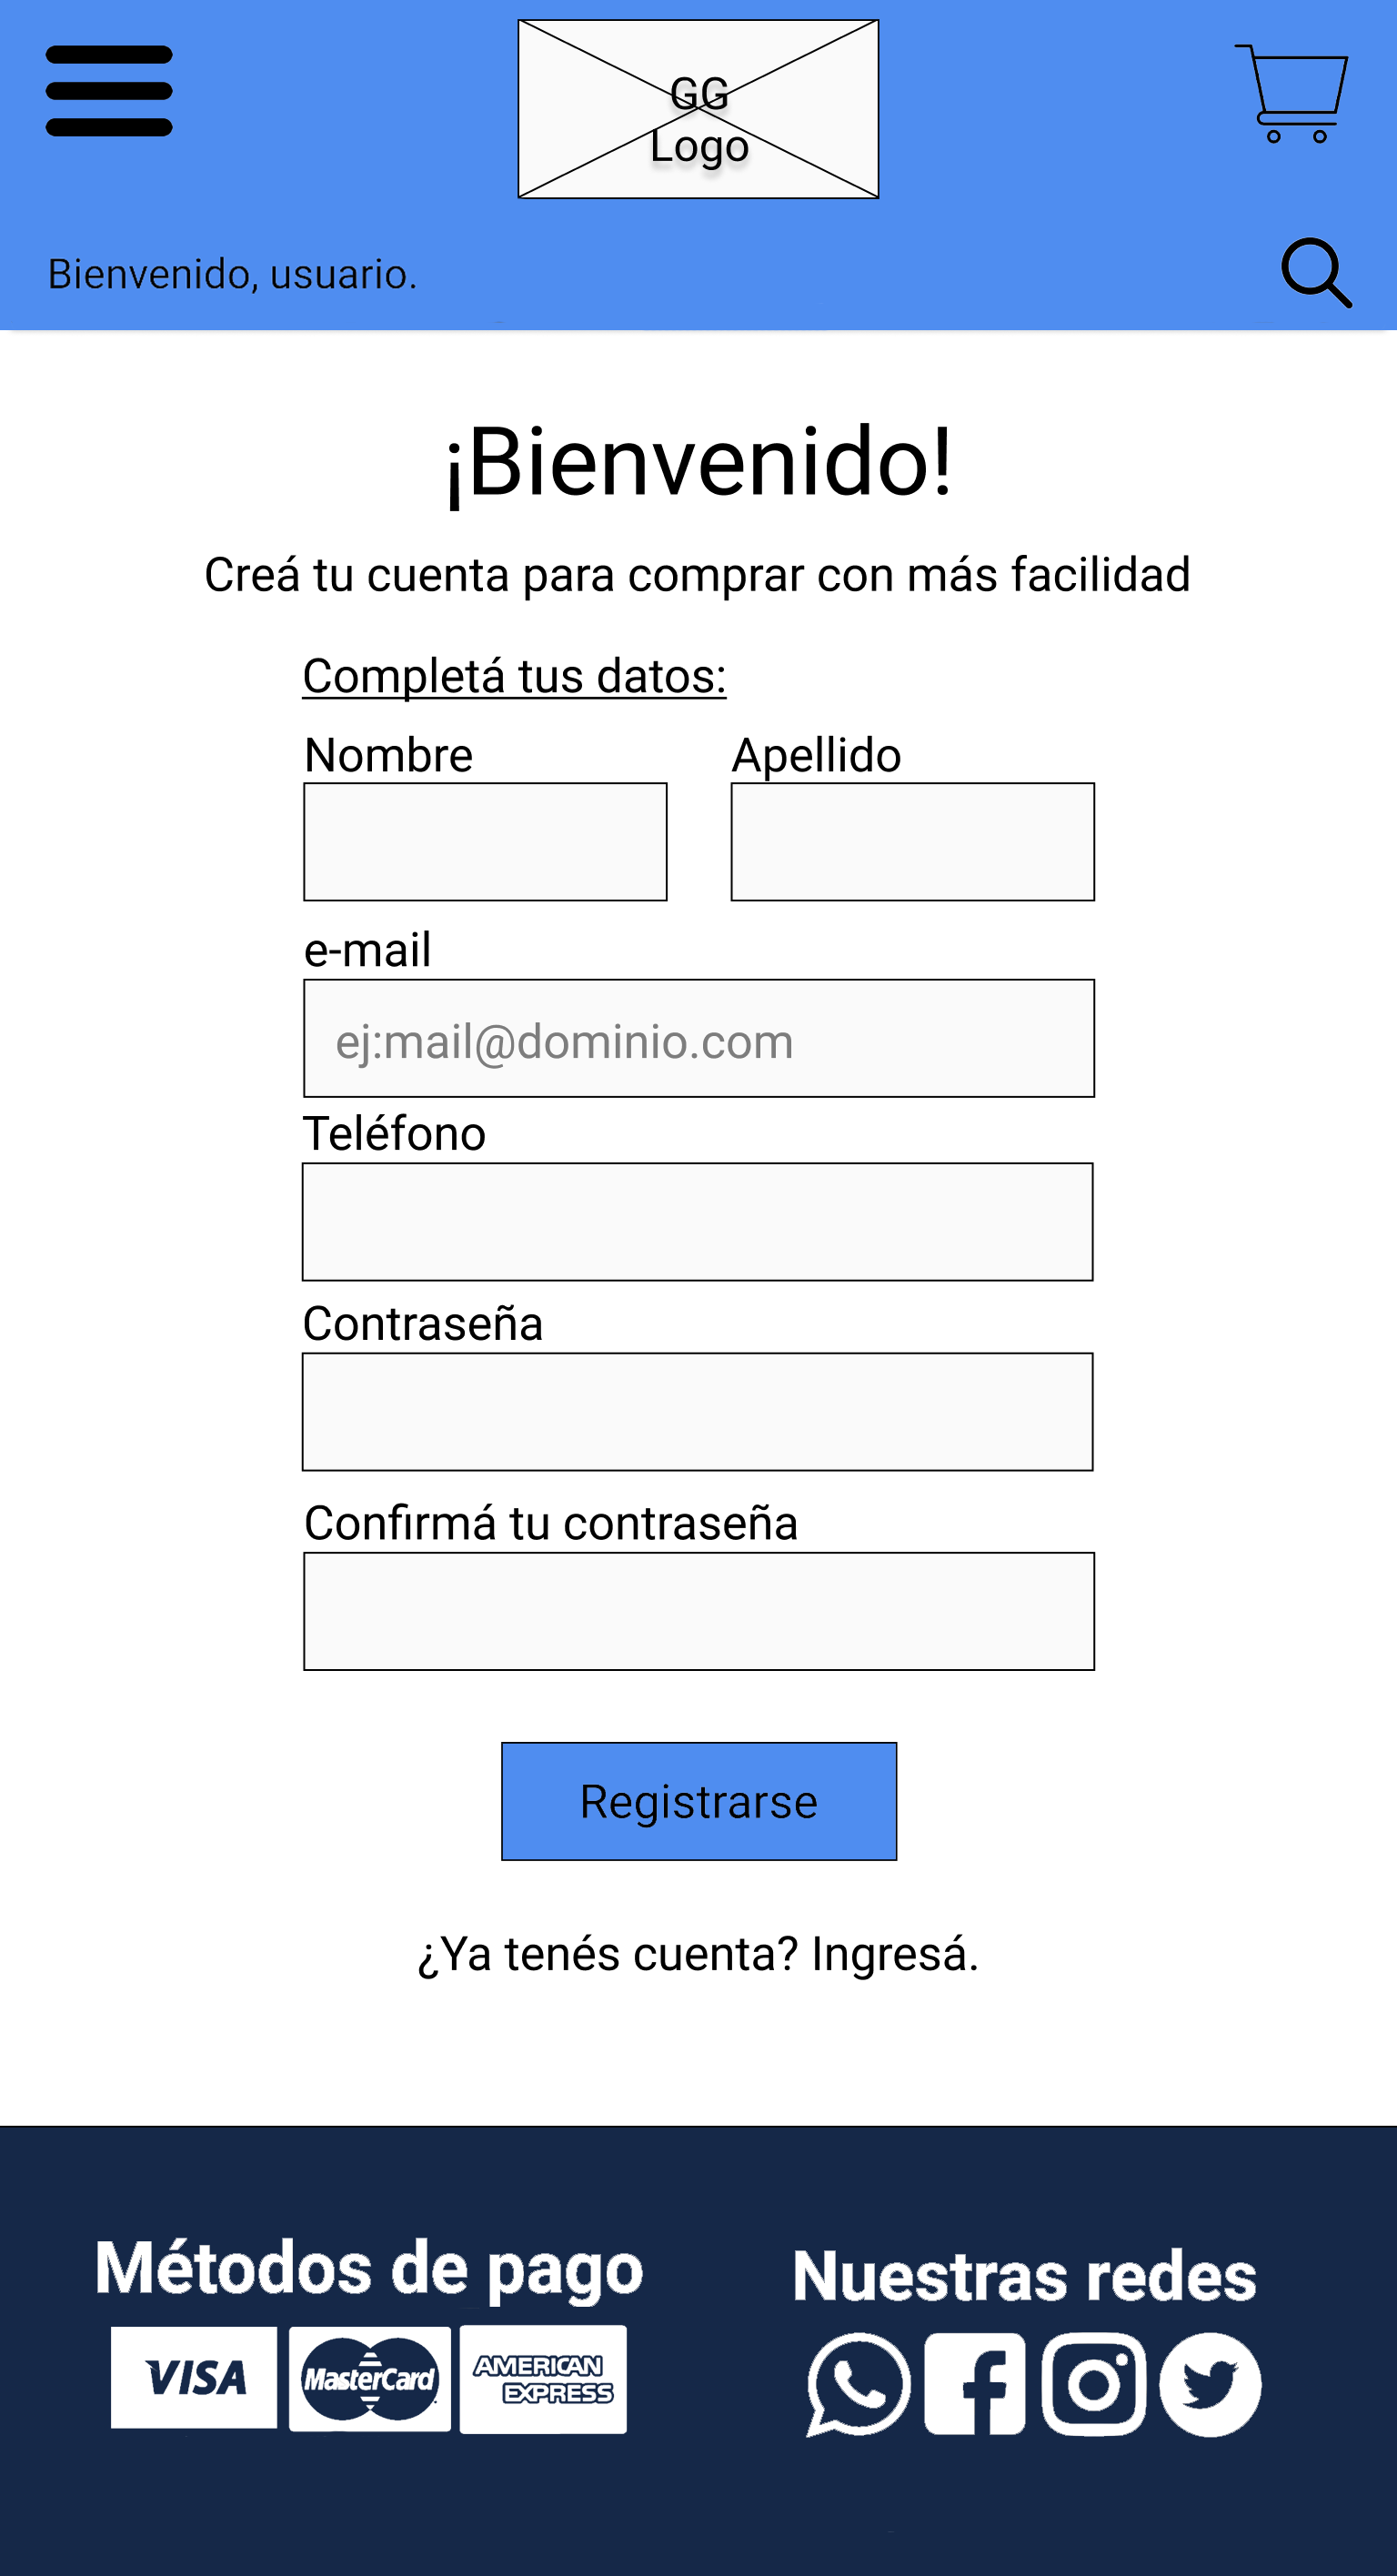 GG
Logo
Bienvenido, usuario.
¡Bienvenido!
Creá tu cuenta para comprar con más facilidad
Completá tus datos:
Nombre
Apellido
e-mail
ej:mail@dominio.com
Teléfono
Contraseña
Confirmá tu contraseña
Registrarse
¿Ya tenés cuenta? Ingresá.
Métodos de pago
VISA
MasterCard
AMERICAN
EXPRESS
Nuestras redes